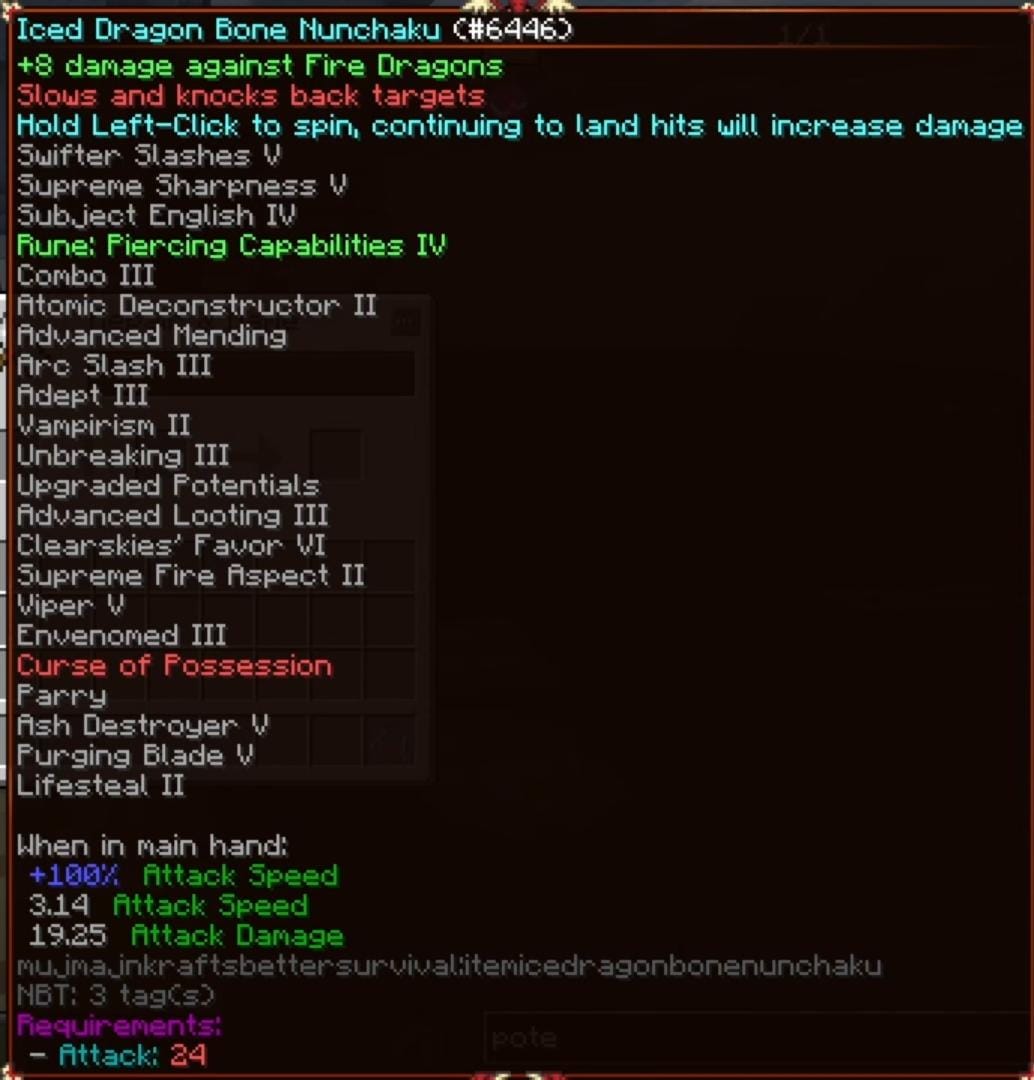 Iced Dragon Bone Nunchaku (#6446)
1/1
+8 damage against Fire Dragons
Slows and knocks back targets
Hold Left-Click to spin, continuing to land hits will increase damage
Swifter Slashes V
Supreme Sharpness V
Subject English IV
Rune: Piercing Capabilities IV
Combo III
Atomic Deconstructor II
Advanced Mending
Arc Slash III
Adept III
Vampirism II
Unbreaking III
Upgraded Potentials
Advanced Looting III
Clearskies' Favor VI
Supreme Fire Aspect II
Viper V
Envenomed III
Curse of Possession
Parry
Ash Destroyer V
Purging Blade V
Lifesteal II
When in main hand:
+100% Attack Speed
3.14 Attack Speed
19.25 Attack Damage
mujmajnkraftsbettersurvival:itemicedragonbonenunchaku
NBT: 3 tag(s)
Requirements:
pote
- Attack: 24